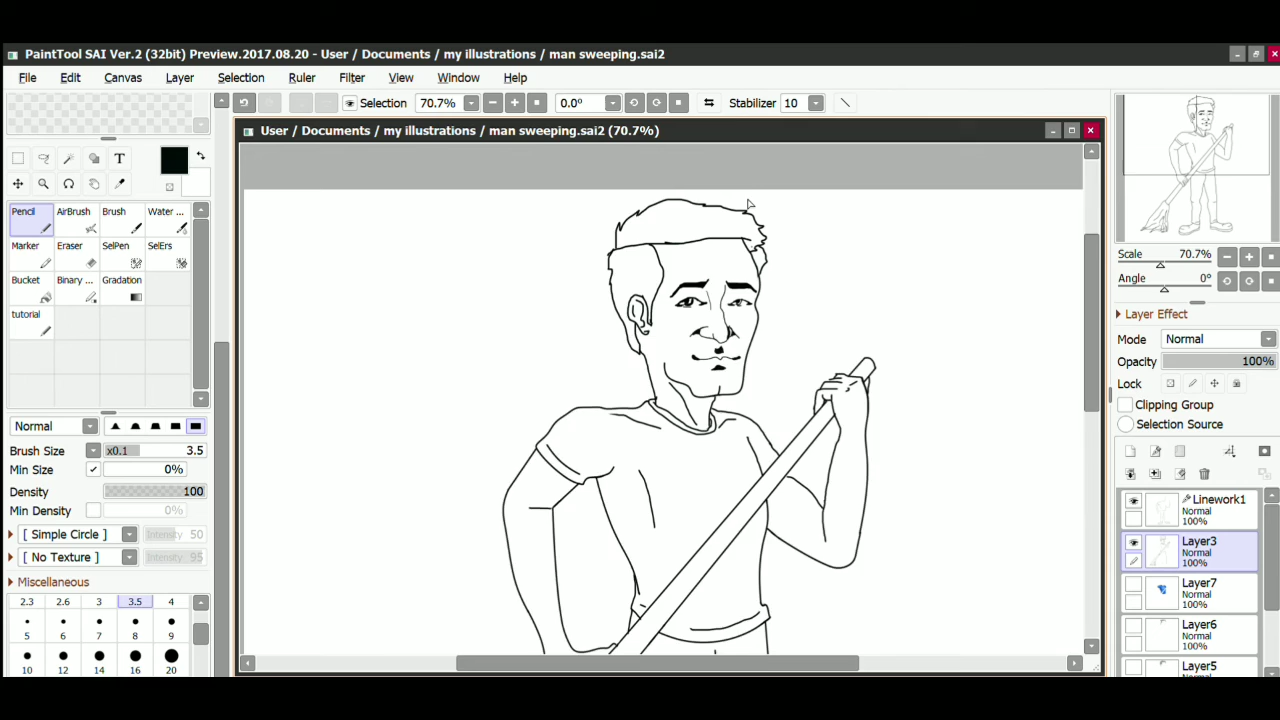 PaintTool SAI Ver.2 (32bit) Preview.2017.08.20 - User / Documents / my illustrations / man sweeping.sai2
File Edit Canvas Layer Selection Ruler Filter View Window Help
Selection 70.7% 0.0° Stabilizer 10
User / Documents / my illustrations / man sweeping.sai2 (70.7%)
T
Pencil AirBrush Brush Water ...
Marker Eraser SelPen SelErs
Bucket Binary ... Gradation
tutorial
Normal
Brush Size x0.1 3.5
Min Size 0%
Density 100
Min Density 0%
[ Simple Circle ] Intensity 50
[ No Texture ] Intensity 95
Miscellaneous
2.3 2.6 3 3.5 4
5 6 7 8 9
10 12 14 16 20
Scale 70.7%
Angle 0°
Layer Effect
Mode Normal
Opacity 100%
Lock
Clipping Group
Selection Source
Linework1
Normal
100%
Layer3
Normal
100%
Layer7
Normal
100%
Layer6
Normal
100%
Layer5
Normal